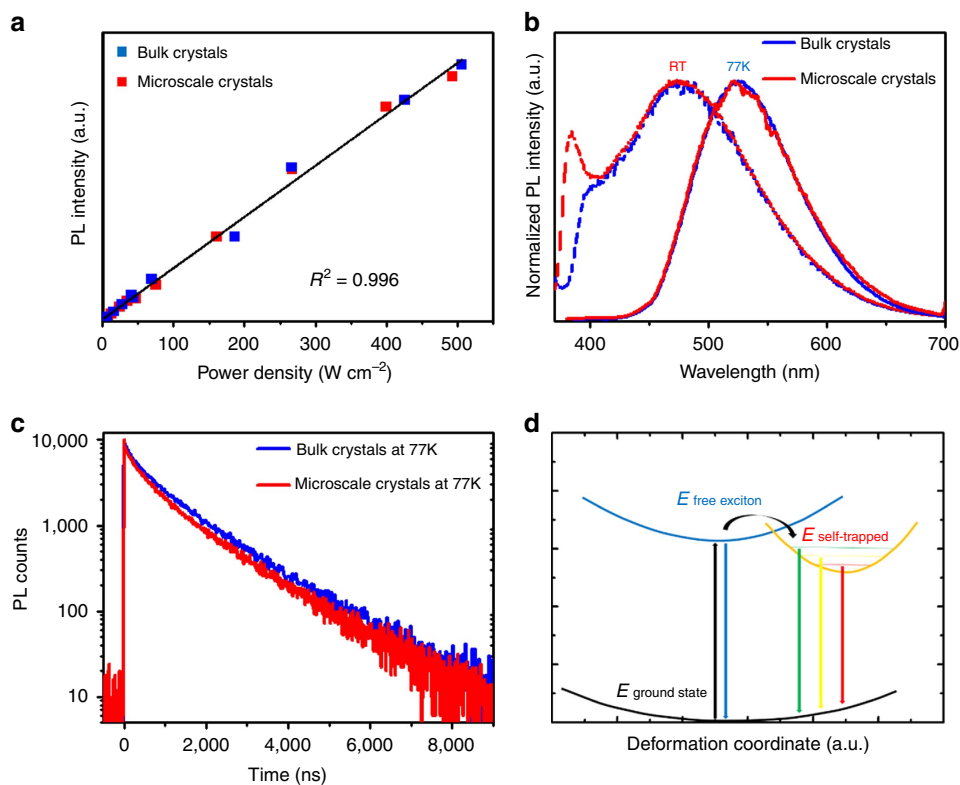 a
Bulk crystals
Microscale crystals
PL intensity (a.u.)
R² = 0.996
0 100 200 300 400 500
Power density (W cm⁻²)
b
Bulk crystals
Microscale crystals
RT
77K
Normalized PL intensity (a.u.)
400 500 600 700
Wavelength (nm)
c
10,000
1,000
100
10
PL counts
Bulk crystals at 77K
Microscale crystals at 77K
0 2,000 4,000 6,000 8,000
Time (ns)
d
E free exciton
E self-trapped
E ground state
Deformation coordinate (a.u.)